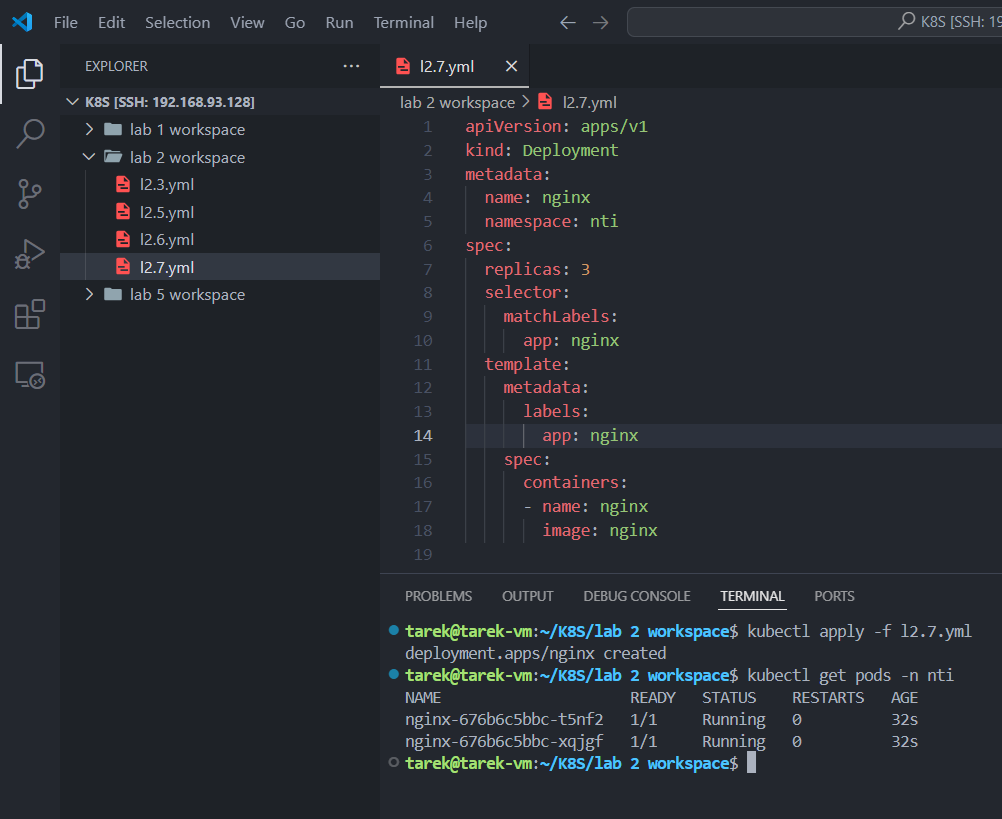 File Edit Selection View Go Run Terminal Help
K8S [SSH: 19
EXPLORER
K8S [SSH: 192.168.93.128]
lab 1 workspace
lab 2 workspace
l2.3.yml
l2.5.yml
l2.6.yml
l2.7.yml
lab 5 workspace
l2.7.yml
lab 2 workspace > l2.7.yml
1 apiVersion: apps/v1
2 kind: Deployment
3 metadata:
4 name: nginx
5 namespace: nti
6 spec:
7 replicas: 3
8 selector:
9 matchLabels:
10 app: nginx
11 template:
12 metadata:
13 labels:
14 app: nginx
15 spec:
16 containers:
17 - name: nginx
18 image: nginx
19
PROBLEMS OUTPUT DEBUG CONSOLE TERMINAL PORTS
tarek@tarek-vm:~/K8S/lab 2 workspace$ kubectl apply -f l2.7.yml
deployment.apps/nginx created
tarek@tarek-vm:~/K8S/lab 2 workspace$ kubectl get pods -n nti
NAME READY STATUS RESTARTS AGE
nginx-676b6c5bbc-t5nf2 1/1 Running 0 32s
nginx-676b6c5bbc-xqjgf 1/1 Running 0 32s
tarek@tarek-vm:~/K8S/lab 2 workspace$